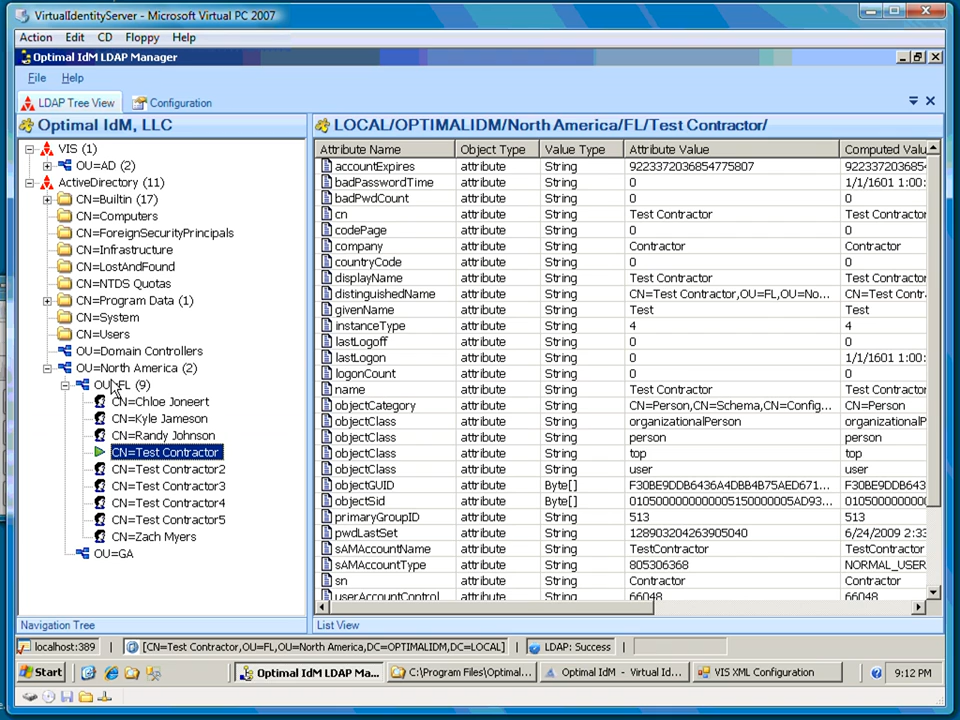 VirtualIdentityServer - Microsoft Virtual PC 2007
Action Edit CD Floppy Help
Optimal IdM LDAP Manager
File Help
LDAP Tree View Configuration
Optimal IdM, LLC
VIS (1)
OU=AD (2)
ActiveDirectory (11)
CN=Builtin (17)
CN=Computers
CN=ForeignSecurityPrincipals
CN=Infrastructure
CN=LostAndFound
CN=NTDS Quotas
CN=Program Data (1)
CN=System
CN=Users
OU=Domain Controllers
OU=North America (2)
OU=FL (9)
CN=Chloe Joneert
CN=Kyle Jameson
CN=Randy Johnson
CN=Test Contractor
CN=Test Contractor2
CN=Test Contractor3
CN=Test Contractor4
CN=Test Contractor5
CN=Zach Myers
OU=GA
Navigation Tree
LOCAL/OPTIMALIDM/North America/FL/Test Contractor/
Attribute Name Object Type Value Type Attribute Value Computed Valu
accountExpires attribute String 9223372036854775807 9223372036854
badPasswordTime attribute String 0 1/1/1601 1:00:
badPwdCount attribute String 0 0
cn attribute String Test Contractor Test Contractor
codePage attribute String 0 0
company attribute String Contractor Contractor
countryCode attribute String 0 0
displayName attribute String Test Contractor Test Contractor
distinguishedName attribute String CN=Test Contractor,OU=FL,OU=No... CN=Test Contr
givenName attribute String Test Test
instanceType attribute String 4 4
lastLogoff attribute String 0 0
lastLogon attribute String 0 1/1/1601 1:00:
logonCount attribute String 0 0
name attribute String Test Contractor Test Contractor
objectCategory attribute String CN=Person,CN=Schema,CN=Config... CN=Person
objectClass attribute String organizationalPerson organizationalP
objectClass attribute String person person
objectClass attribute String top top
objectClass attribute String user user
objectGUID attribute Byte[] F30BE9DDB6436A4DBB4B75AED671... F30BE9DDB643
objectSid attribute Byte[] 0105000000000005150000005AD93... 010500000000
primaryGroupID attribute String 513 513
pwdLastSet attribute String 128903204263905040 6/24/2009 2:33
sAMAccountName attribute String TestContractor TestContractor
sAMAccountType attribute String 805306368 NORMAL_USER
sn attribute String Contractor Contractor
userAccountControl attribute String 66048 66048
List View
localhost:389 [CN=Test Contractor,OU=FL,OU=North America,DC=OPTIMALIDM,DC=LOCAL] LDAP: Success
Start Optimal IdM LDAP Ma... C:\Program Files\Optimal... Optimal IdM - Virtual Id... VIS XML Configuration 9:12 PM